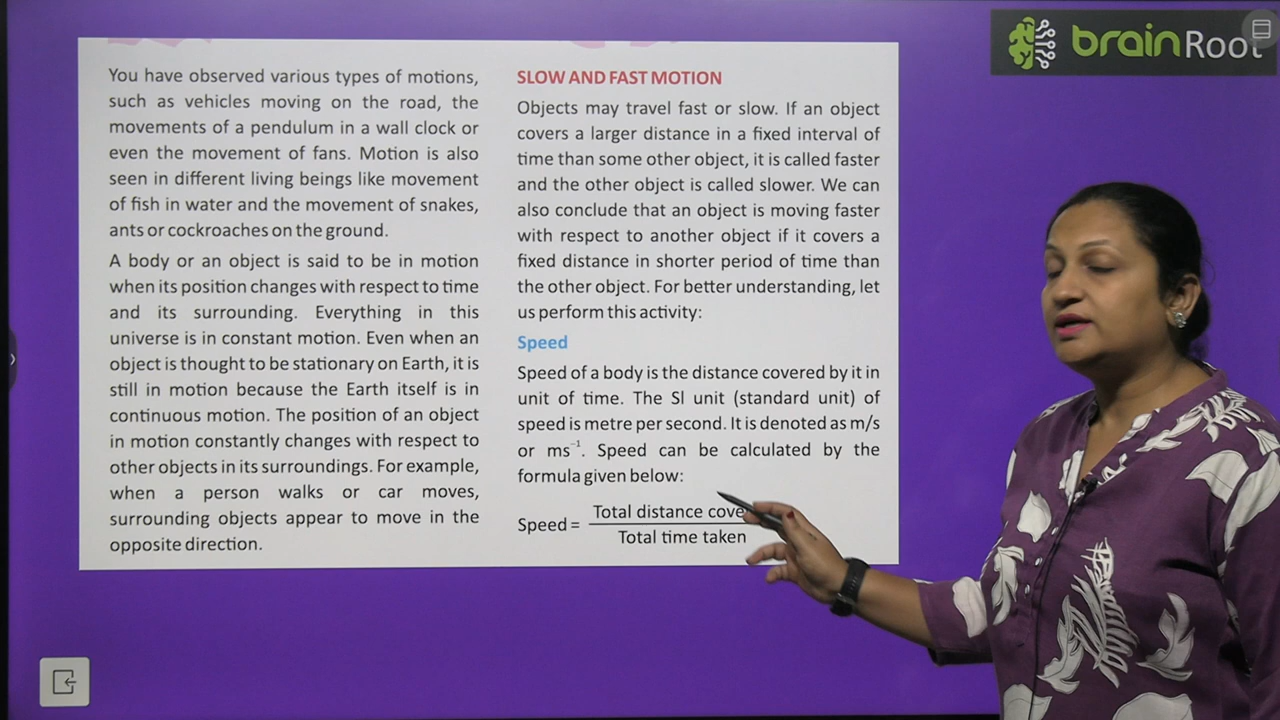 You have observed various types of motions,
such as vehicles moving on the road, the
movements of a pendulum in a wall clock or
even the movement of fans. Motion is also
seen in different living beings like movement
of fish in water and the movement of snakes,
ants or cockroaches on the ground.
A body or an object is said to be in motion
when its position changes with respect to time
and its surrounding. Everything in this
universe is in constant motion. Even when an
object is thought to be stationary on Earth, it is
still in motion because the Earth itself is in
continuous motion. The position of an object
in motion constantly changes with respect to
other objects in its surroundings. For example,
when a person walks or car moves,
surrounding objects appear to move in the
opposite direction.
SLOW AND FAST MOTION
Objects may travel fast or slow. If an object
covers a larger distance in a fixed interval of
time than some other object, it is called faster
and the other object is called slower. We can
also conclude that an object is moving faster
with respect to another object if it covers a
fixed distance in shorter period of time than
the other object. For better understanding, let
us perform this activity:
Speed
Speed of a body is the distance covered by it in
unit of time. The SI unit (standard unit) of
speed is metre per second. It is denoted as m/s
or ms⁻¹. Speed can be calculated by the
formula given below:
Total distance cove
Speed =
Total time taken
brainRoot